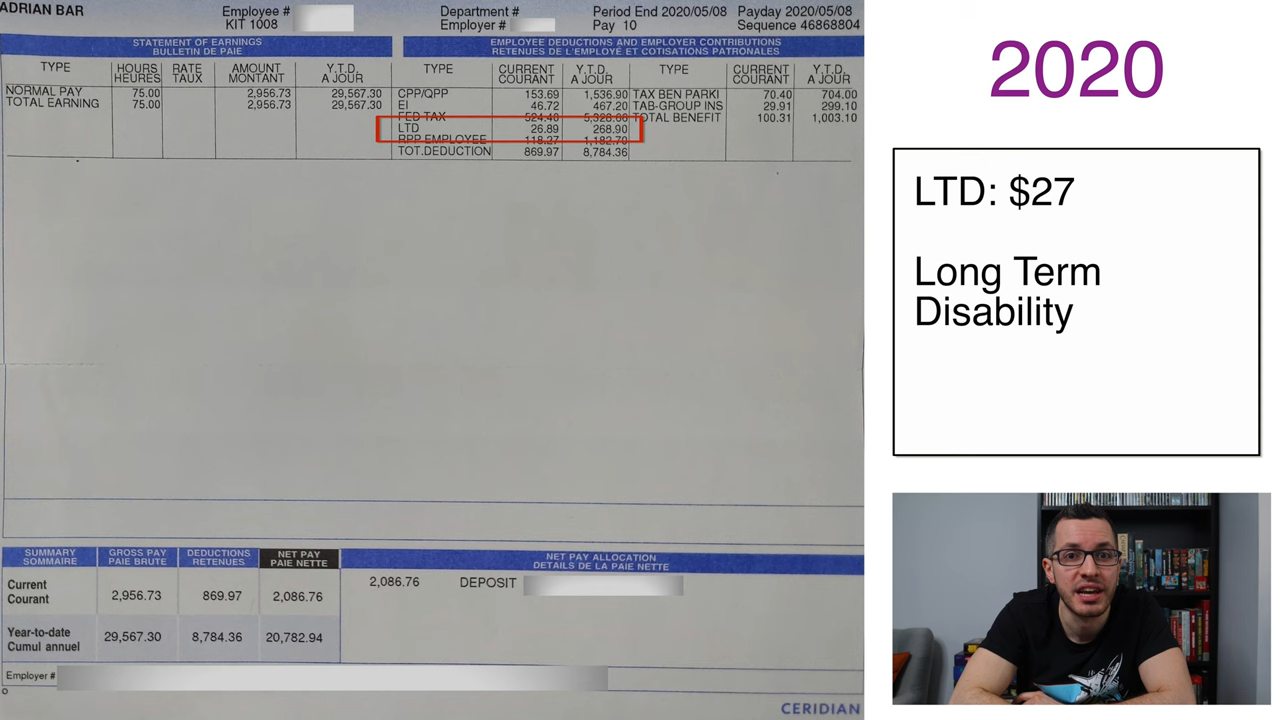 ADRIAN BAR Employee # Department # Period End 2020/05/08 Payday 2020/05/08
KIT 1008 Employer # Pay 10 Sequence 46868804
STATEMENT OF EARNINGS
BULLETIN DE PAIE
EMPLOYEE DEDUCTIONS AND EMPLOYER CONTRIBUTIONS
RETENUES DE L'EMPLOYÉ ET COTISATIONS PATRONALES
TYPE HOURS RATE AMOUNT Y.T.D. TYPE CURRENT Y.T.D. TYPE CURRENT Y.T.D.
HEURES TAUX MONTANT À JOUR COURANT À JOUR COURANT À JOUR
NORMAL PAY 75.00 2,956.73 29,567.30 CPP/QPP 153.69 1,536.90 TAX BEN PARKI 70.40 704.00
TOTAL EARNING 75.00 2,956.73 29,567.30 EI 46.72 467.20 TAB-GROUP INS 29.91 299.10
FED TAX 524.40 5,328.66 TOTAL BENEFIT 100.31 1,003.10
LTD 26.89 268.90
RPP EMPLOYEE 118.27 1,182.70
TOT.DEDUCTION 869.97 8,784.36
SUMMARY GROSS PAY DEDUCTIONS NET PAY NET PAY ALLOCATION
SOMMAIRE PAIE BRUTE RETENUES PAIE NETTE DÉTAILS DE LA PAIE NETTE
Current
Courant 2,956.73 869.97 2,086.76 2,086.76 DEPOSIT
Year-to-date
Cumul annuel 29,567.30 8,784.36 20,782.94
Employer #
CERIDIAN
2020
LTD: $27
Long Term
Disability